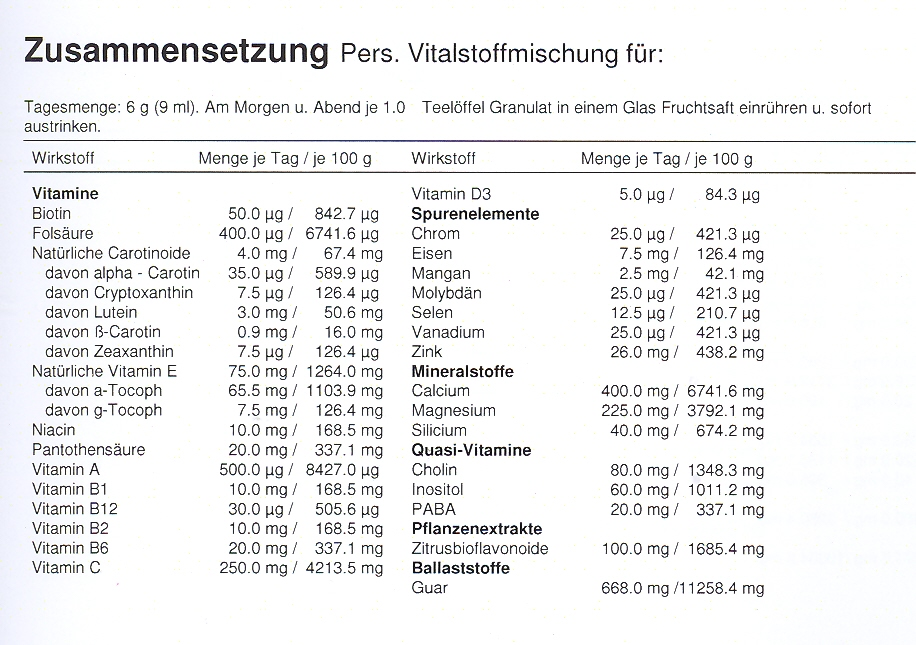 Zusammensetzung Pers. Vitalstoffmischung für:
Tagesmenge: 6 g (9 ml). Am Morgen u. Abend je 1.0 Teelöffel Granulat in einem Glas Fruchtsaft einrühren u. sofort
austrinken.
Wirkstoff Menge je Tag / je 100 g Wirkstoff Menge je Tag / je 100 g
Vitamine
Biotin 50.0 µg / 842.7 µg
Folsäure 400.0 µg / 6741.6 µg
Natürliche Carotinoide 4.0 mg / 67.4 mg
davon alpha - Carotin 35.0 µg / 589.9 µg
davon Cryptoxanthin 7.5 µg / 126.4 µg
davon Lutein 3.0 mg / 50.6 mg
davon ß-Carotin 0.9 mg / 16.0 mg
davon Zeaxanthin 7.5 µg / 126.4 µg
Natürliche Vitamin E 75.0 mg / 1264.0 mg
davon a-Tocoph 65.5 mg / 1103.9 mg
davon g-Tocoph 7.5 mg / 126.4 mg
Niacin 10.0 mg / 168.5 mg
Pantothensäure 20.0 mg / 337.1 mg
Vitamin A 500.0 µg / 8427.0 µg
Vitamin B1 10.0 mg / 168.5 mg
Vitamin B12 30.0 µg / 505.6 µg
Vitamin B2 10.0 mg / 168.5 mg
Vitamin B6 20.0 mg / 337.1 mg
Vitamin C 250.0 mg / 4213.5 mg
Vitamin D3 5.0 µg / 84.3 µg
Spurenelemente
Chrom 25.0 µg / 421.3 µg
Eisen 7.5 mg / 126.4 mg
Mangan 2.5 mg / 42.1 mg
Molybdän 25.0 µg / 421.3 µg
Selen 12.5 µg / 210.7 µg
Vanadium 25.0 µg / 421.3 µg
Zink 26.0 mg / 438.2 mg
Mineralstoffe
Calcium 400.0 mg / 6741.6 mg
Magnesium 225.0 mg / 3792.1 mg
Silicium 40.0 mg / 674.2 mg
Quasi-Vitamine
Cholin 80.0 mg / 1348.3 mg
Inositol 60.0 mg / 1011.2 mg
PABA 20.0 mg / 337.1 mg
Pflanzenextrakte
Zitrusbioflavonoide 100.0 mg / 1685.4 mg
Ballaststoffe
Guar 668.0 mg /11258.4 mg